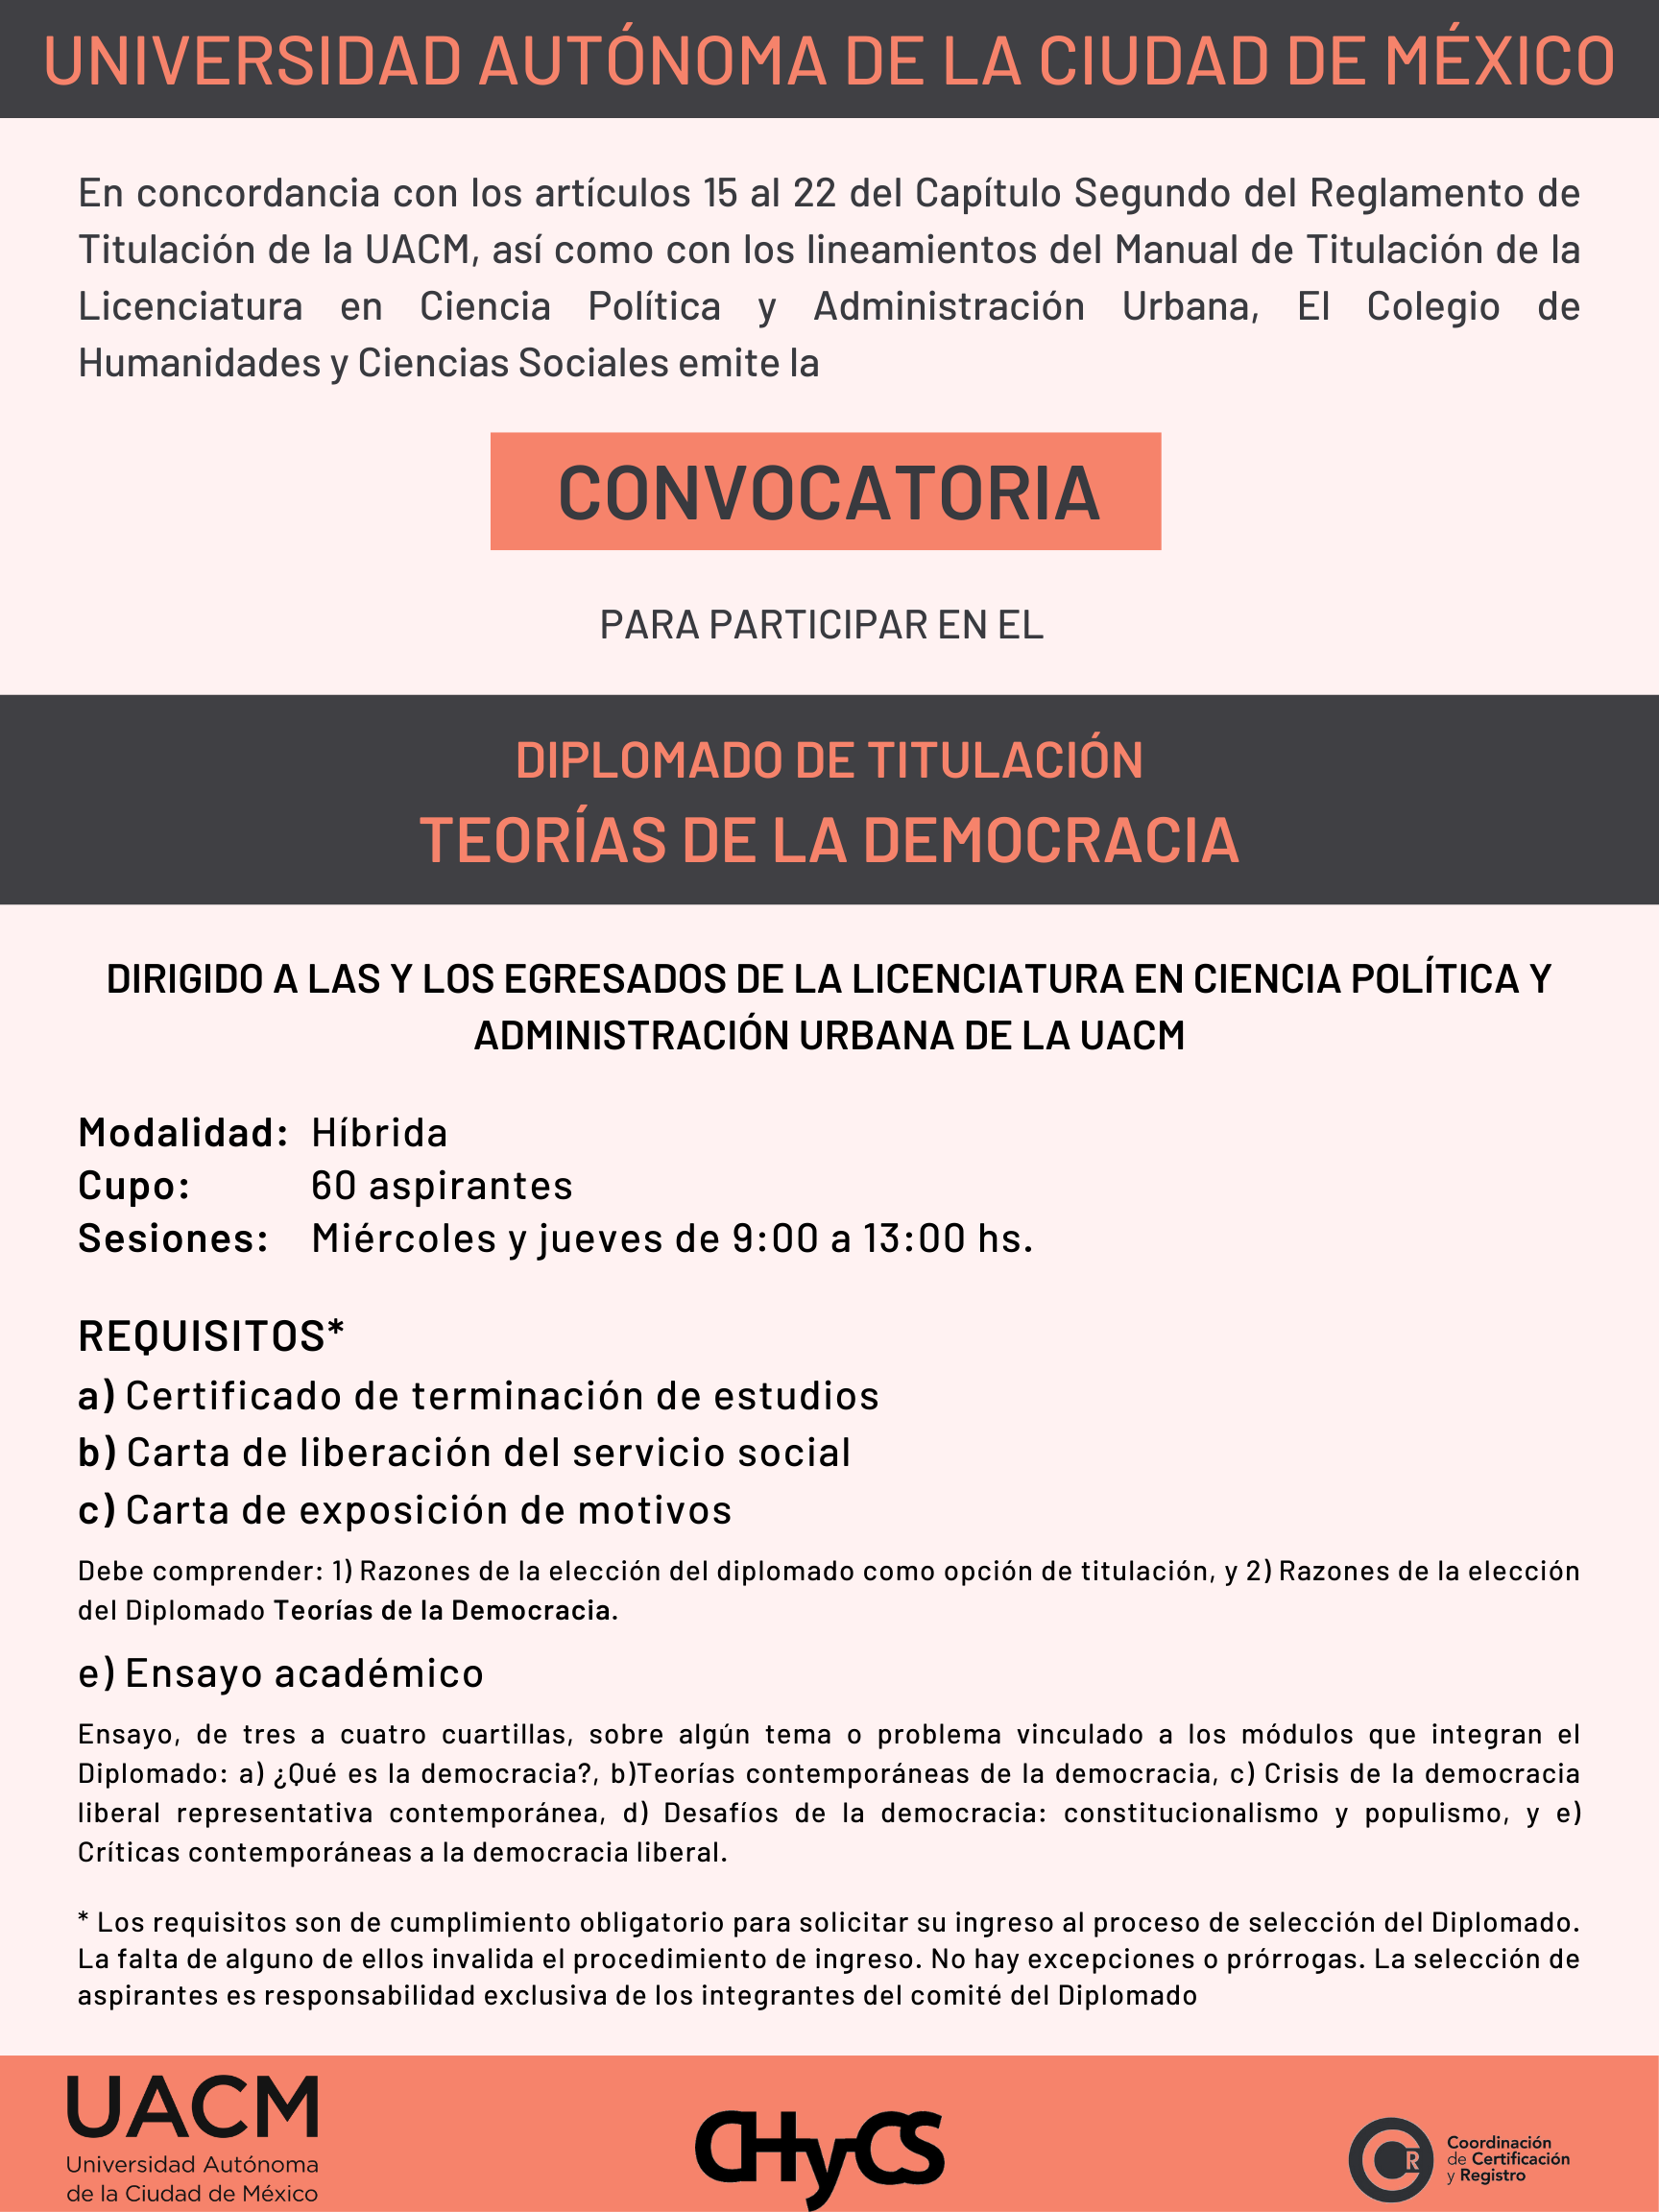 UNIVERSIDAD AUTÓNOMA DE LA CIUDAD DE MÉXICO
En concordancia con los artículos 15 al 22 del Capítulo Segundo del Reglamento de
Titulación de la UACM, así como con los lineamientos del Manual de Titulación de la
Licenciatura en Ciencia Política y Administración Urbana, El Colegio de
Humanidades y Ciencias Sociales emite la
CONVOCATORIA
PARA PARTICIPAR EN EL
DIPLOMADO DE TITULACIÓN
TEORÍAS DE LA DEMOCRACIA
DIRIGIDO A LAS Y LOS EGRESADOS DE LA LICENCIATURA EN CIENCIA POLÍTICA Y
ADMINISTRACIÓN URBANA DE LA UACM
Modalidad: Híbrida
Cupo: 60 aspirantes
Sesiones: Miércoles y jueves de 9:00 a 13:00 hs.
REQUISITOS*
a) Certificado de terminación de estudios
b) Carta de liberación del servicio social
c) Carta de exposición de motivos
Debe comprender: 1) Razones de la elección del diplomado como opción de titulación, y 2) Razones de la elección
del Diplomado Teorías de la Democracia.
e) Ensayo académico
Ensayo, de tres a cuatro cuartillas, sobre algún tema o problema vinculado a los módulos que integran el
Diplomado: a) ¿Qué es la democracia?, b)Teorías contemporáneas de la democracia, c) Crisis de la democracia
liberal representativa contemporánea, d) Desafíos de la democracia: constitucionalismo y populismo, y e)
Críticas contemporáneas a la democracia liberal.
* Los requisitos son de cumplimiento obligatorio para solicitar su ingreso al proceso de selección del Diplomado.
La falta de alguno de ellos invalida el procedimiento de ingreso. No hay excepciones o prórrogas. La selección de
aspirantes es responsabilidad exclusiva de los integrantes del comité del Diplomado
UACM
Universidad Autónoma
de la Ciudad de México
CHyCS
CR
Coordinación
de Certificación
y Registro